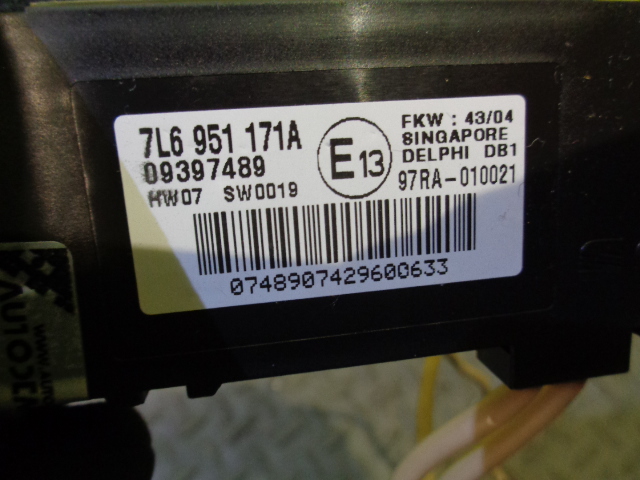 7L6 951 171A
09397489
HW07 SW0019
E13
FKW : 43/04
SINGAPORE
DELPHI DB1
97RA-010021
0748907429600633